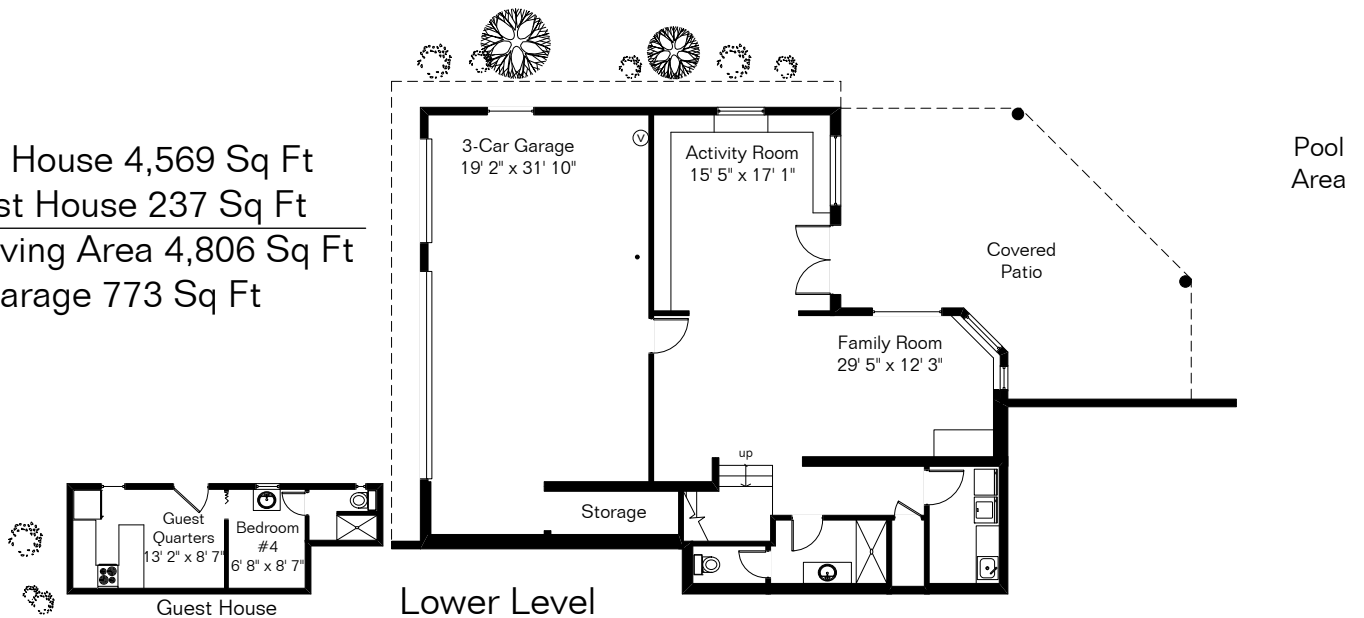 House 4,569 Sq Ft
st House 237 Sq Ft
ving Area 4,806 Sq Ft
arage 773 Sq Ft
3-Car Garage
19' 2" x 31' 10"
V
Activity Room
15' 5" x 17' 1"
Pool
Area
Covered
Patio
Family Room
29' 5" x 12' 3"
up
Storage
Guest
Quarters
13' 2" x 8' 7"
Bedroom
#4
6' 8" x 8' 7"
Guest House
Lower Level